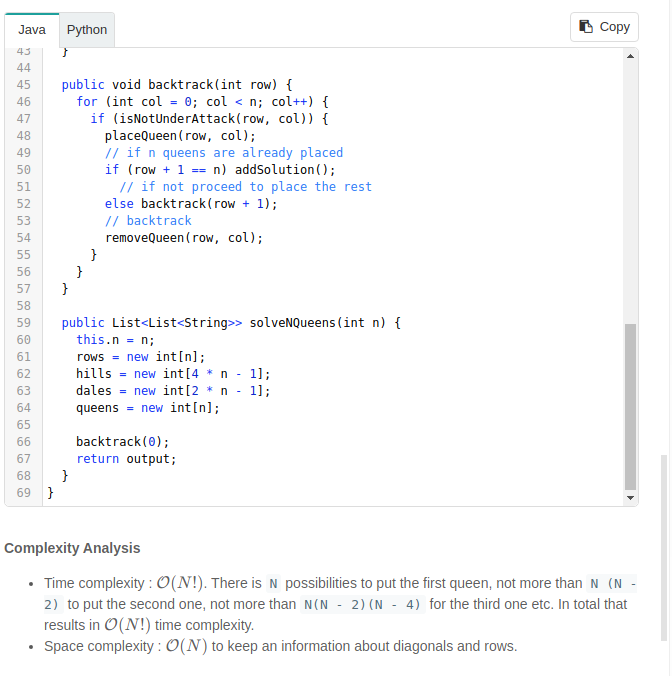 Java Python Copy
43 }
44
45 public void backtrack(int row) {
46 for (int col = 0; col < n; col++) {
47 if (isNotUnderAttack(row, col)) {
48 placeQueen(row, col);
49 // if n queens are already placed
50 if (row + 1 == n) addSolution();
51 // if not proceed to place the rest
52 else backtrack(row + 1);
53 // backtrack
54 removeQueen(row, col);
55 }
56 }
57 }
58
59 public List<List<String>> solveNQueens(int n) {
60 this.n = n;
61 rows = new int[n];
62 hills = new int[4 * n - 1];
63 dales = new int[2 * n - 1];
64 queens = new int[n];
65
66 backtrack(0);
67 return output;
68 }
69 }
Complexity Analysis
• Time complexity : O(N!). There is N possibilities to put the first queen, not more than N (N -
2) to put the second one, not more than N(N - 2)(N - 4) for the third one etc. In total that
results in O(N!) time complexity.
• Space complexity : O(N) to keep an information about diagonals and rows.